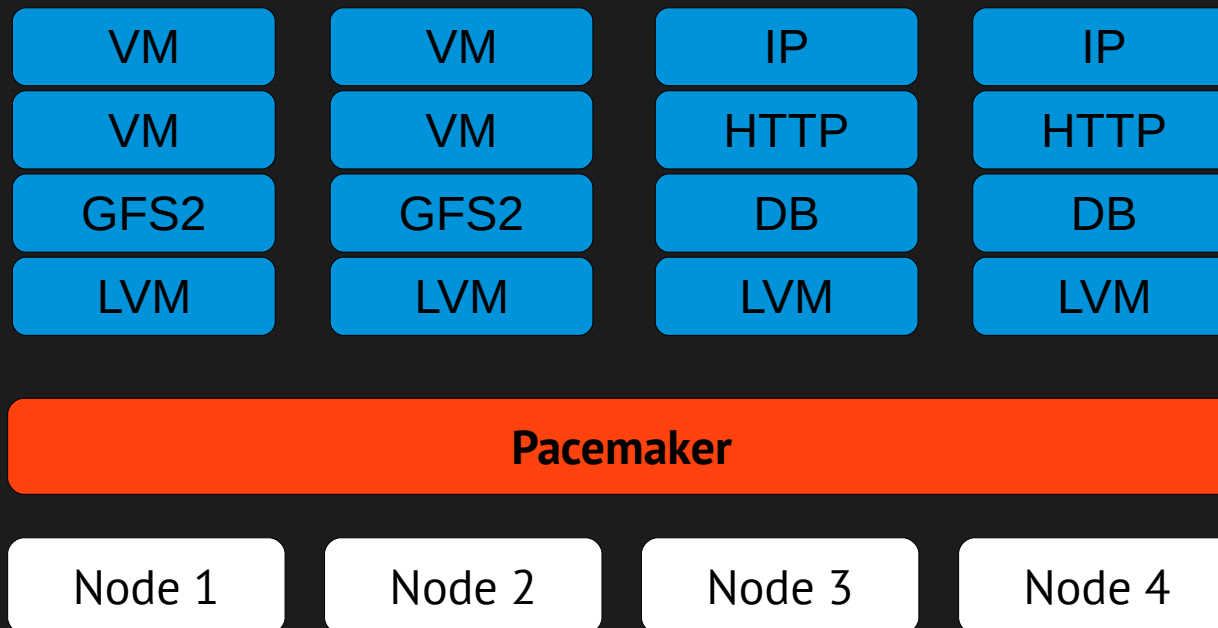 VM VM IP IP
VM VM HTTP HTTP
GFS2 GFS2 DB DB
LVM LVM LVM LVM
Pacemaker
Node 1 Node 2 Node 3 Node 4